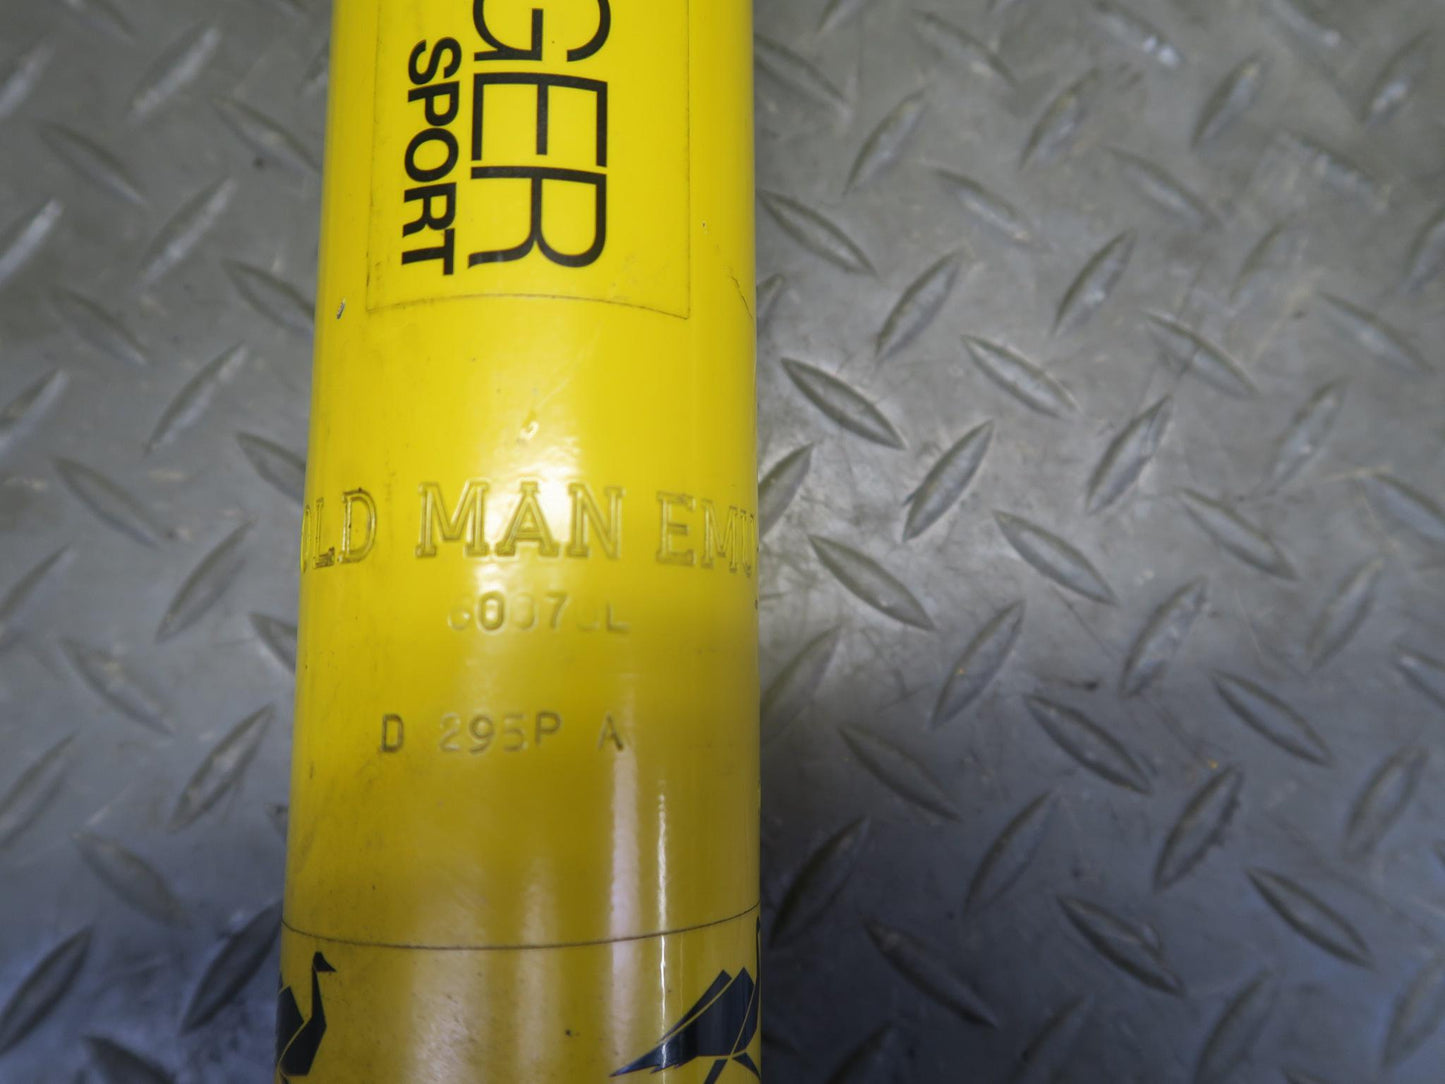 GER
SPORT
OLD MAN EMU
D 295P A